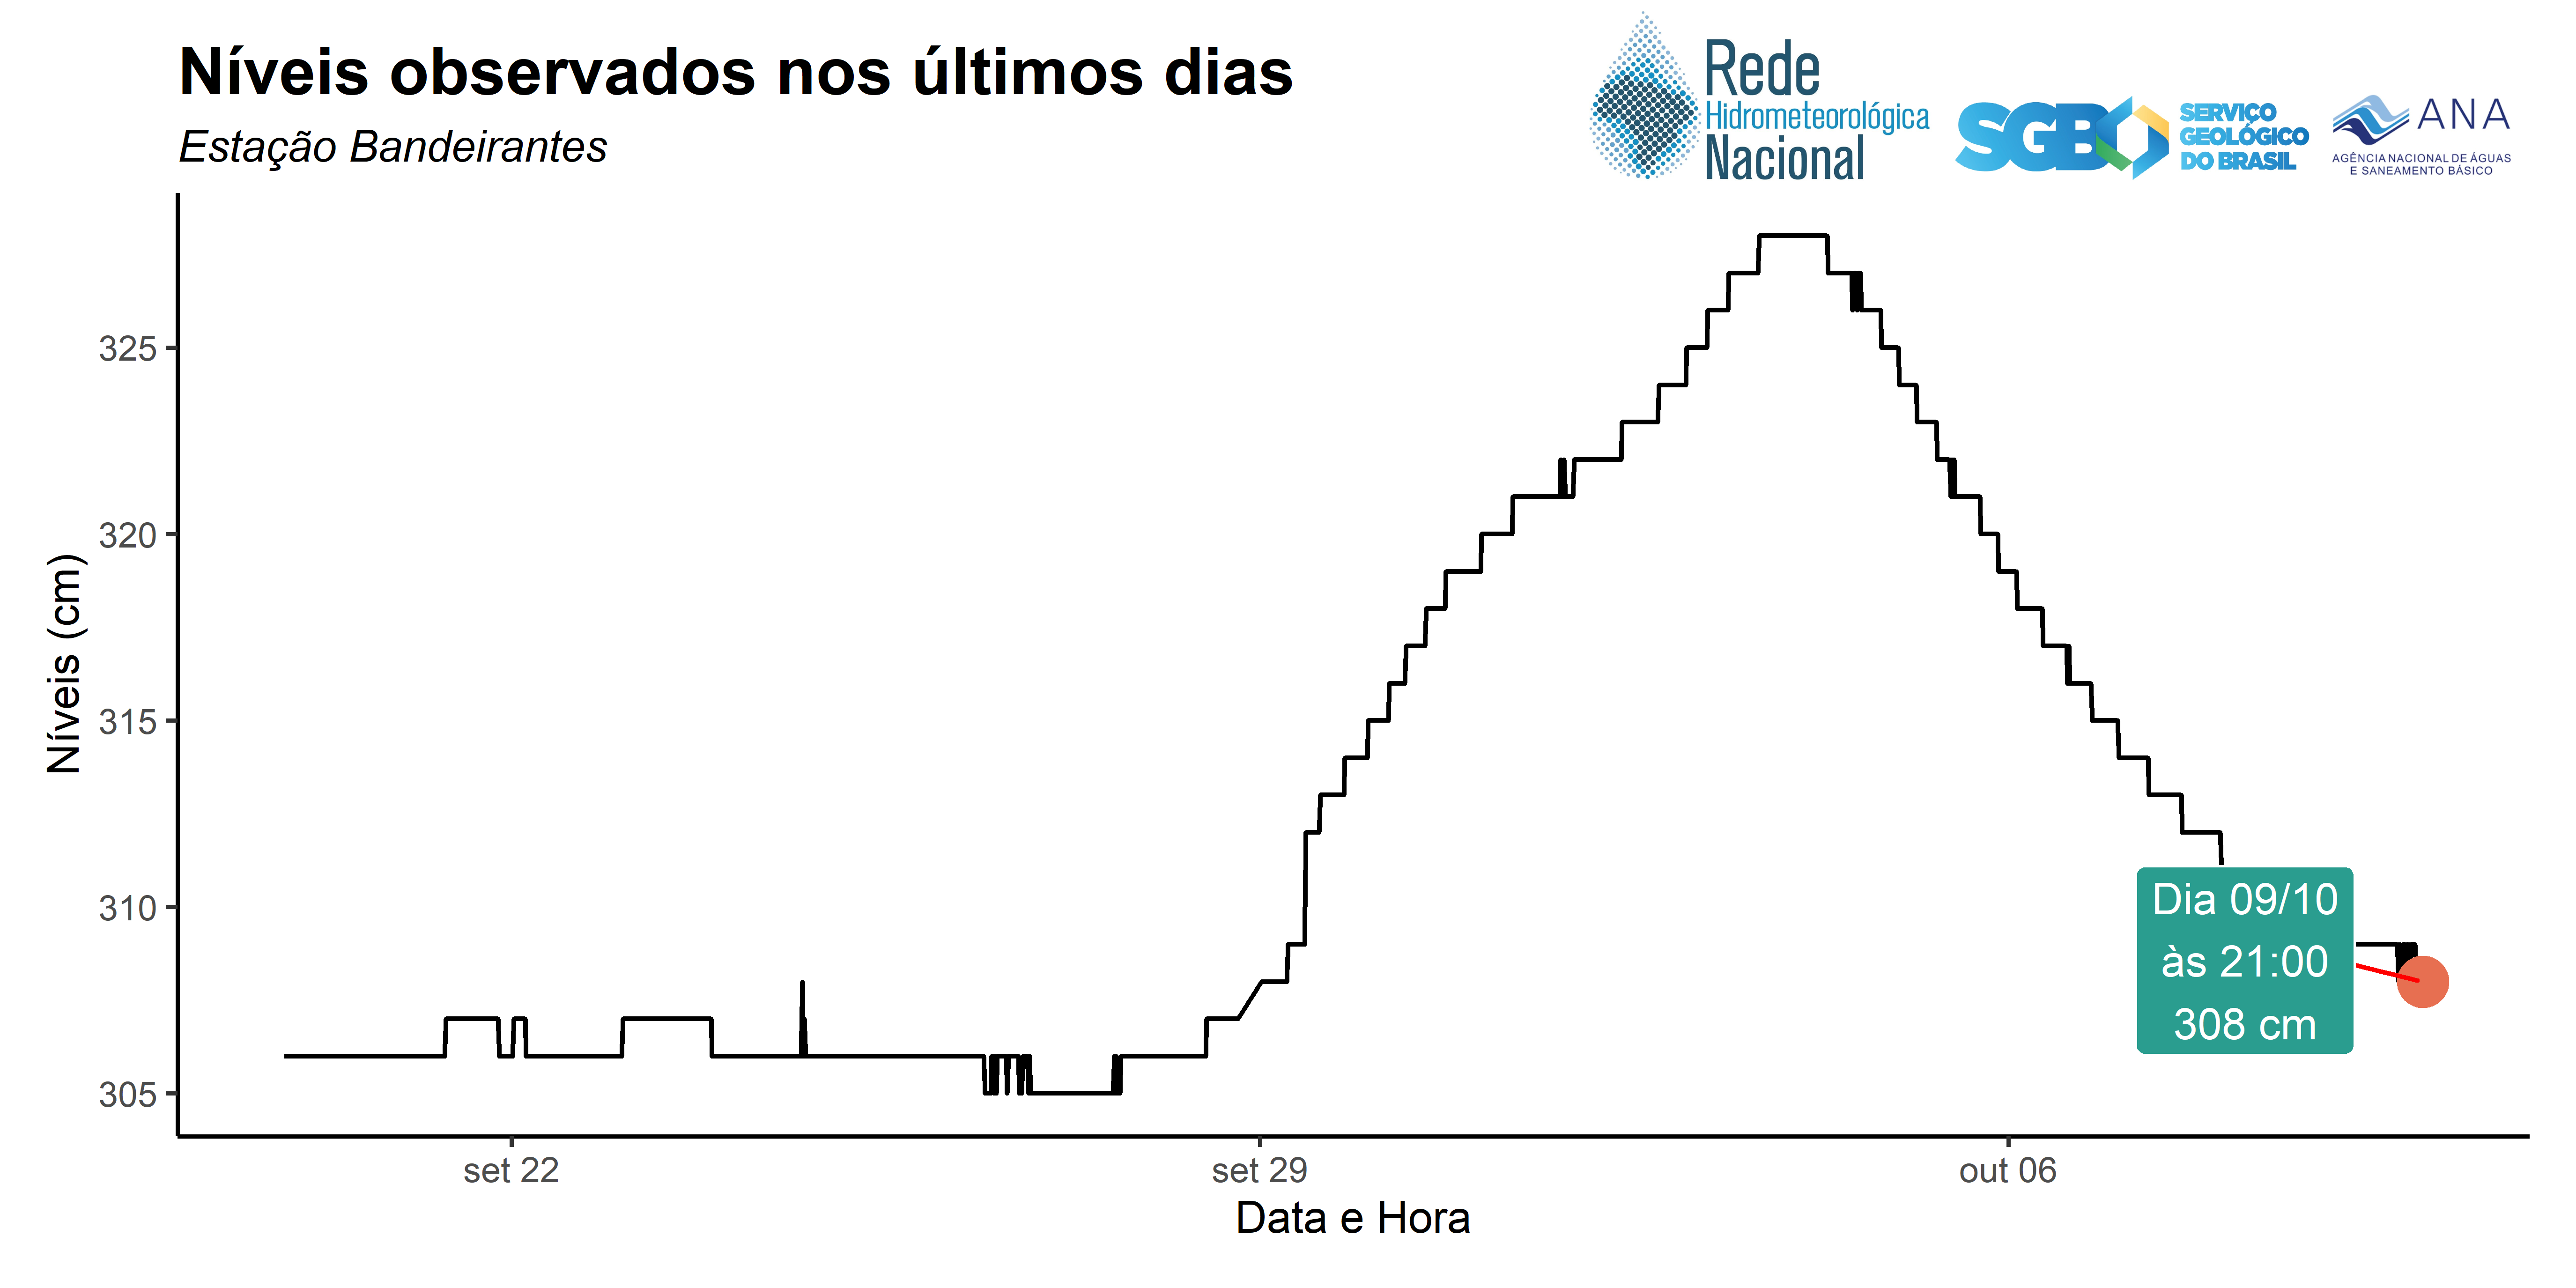 Níveis observados nos últimos dias
Estação Bandeirantes
Rede
Hidrometeorológica
Nacional
SGB
SERVIÇO
GEOLÓGICO
DO BRASIL
ANA
AGÊNCIA NACIONAL DE ÁGUAS
E SANEAMENTO BÁSICO
Níveis (cm)
325
320
315
310
305
Dia 09/10
às 21:00
308 cm
set 22
set 29
out 06
Data e Hora